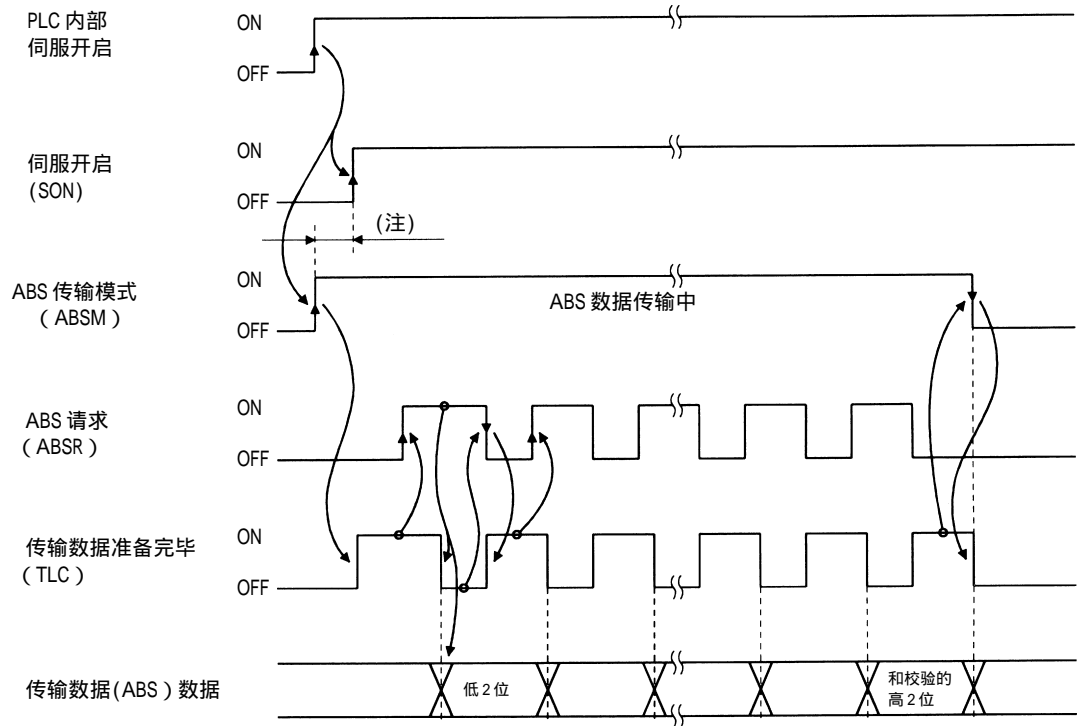 PLC 内部
伺服开启
ON
OFF
伺服开启
(SON)
ON
OFF
(注)
ABS 传输模式
(ABSM)
ON
OFF
ABS 数据传输中
ABS 请求
(ABSR)
ON
OFF
传输数据准备完毕
(TLC)
ON
OFF
传输数据(ABS)数据
低2位
和校验的
高2位